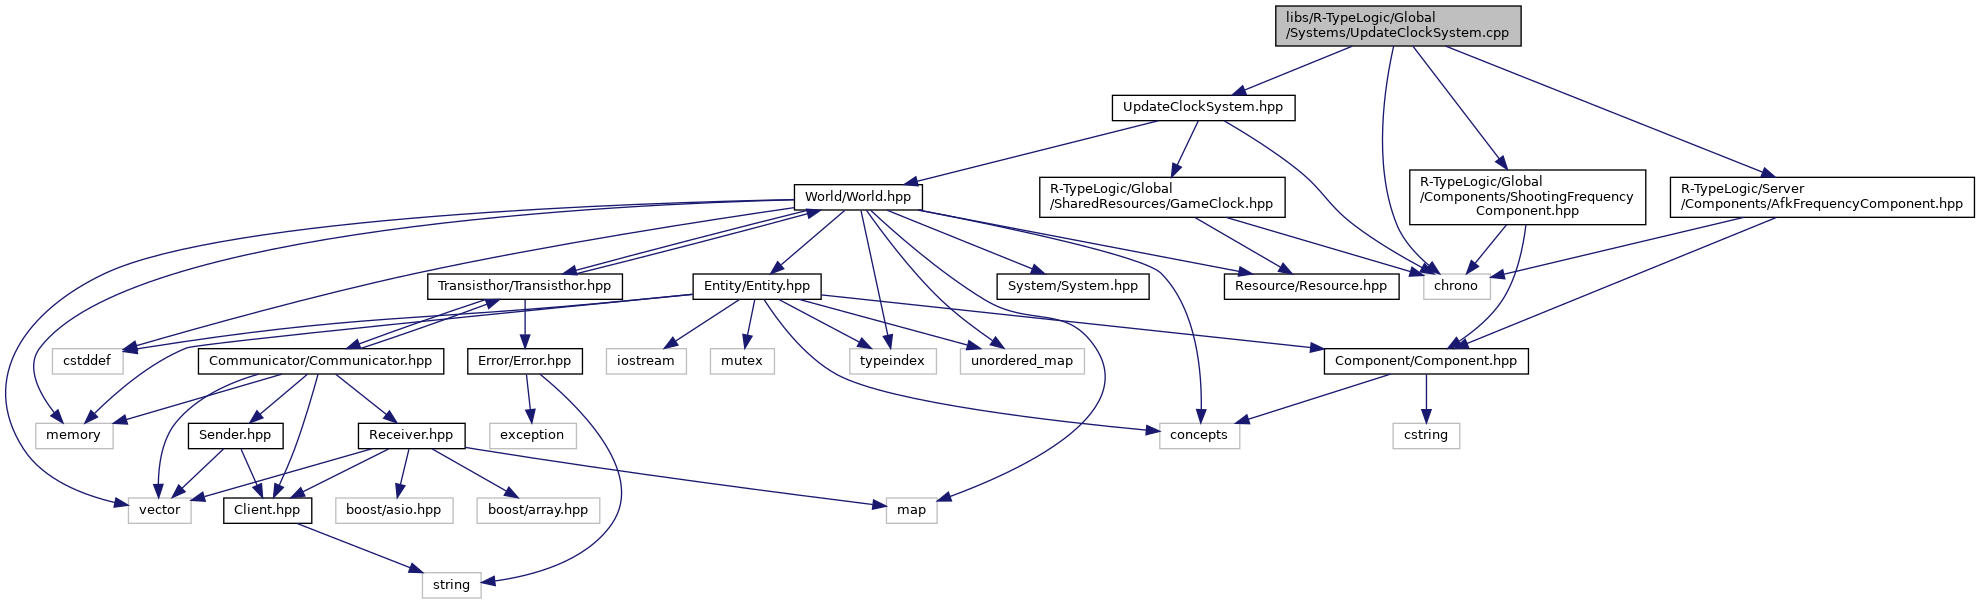 libs/R-TypeLogic/Global
/Systems/UpdateClockSystem.cpp
UpdateClockSystem.hpp
World/World.hpp
R-TypeLogic/Global
/SharedResources/GameClock.hpp
R-TypeLogic/Global
/Components/ShootingFrequency
Component.hpp
R-TypeLogic/Server
/Components/AfkFrequencyComponent.hpp
Transisthor/Transisthor.hpp
Entity/Entity.hpp
System/System.hpp
Resource/Resource.hpp
chrono
cstddef
Communicator/Communicator.hpp
Error/Error.hpp
iostream
mutex
typeindex
unordered_map
Component/Component.hpp
memory
Sender.hpp
Receiver.hpp
exception
concepts
cstring
vector
Client.hpp
boost/asio.hpp
boost/array.hpp
map
string